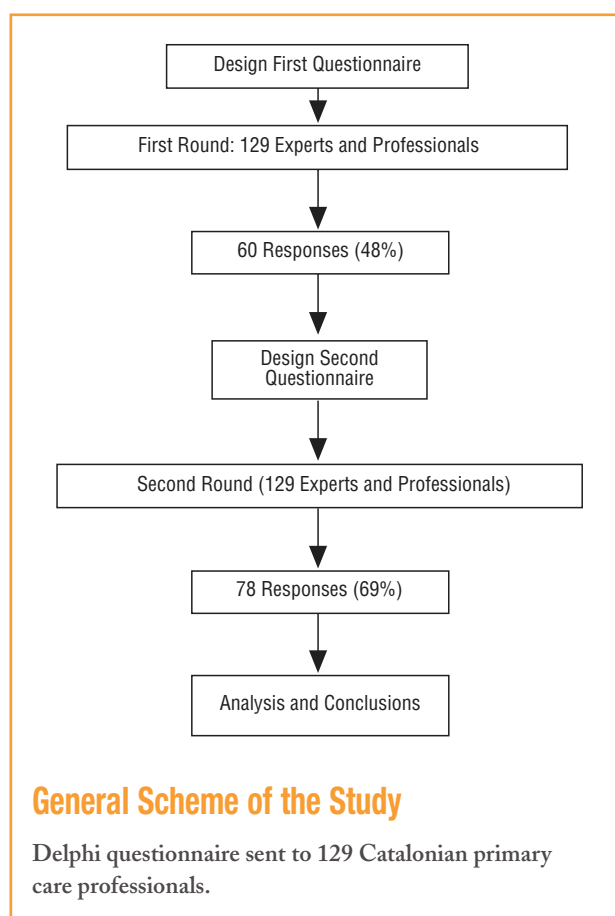 Design First Questionnaire
First Round: 129 Experts and Professionals
60 Responses (48%)
Design Second
Questionnaire
Second Round (129 Experts and Professionals)
78 Responses (69%)
Analysis and Conclusions
General Scheme of the Study
Delphi questionnaire sent to 129 Catalonian primary
care professionals.